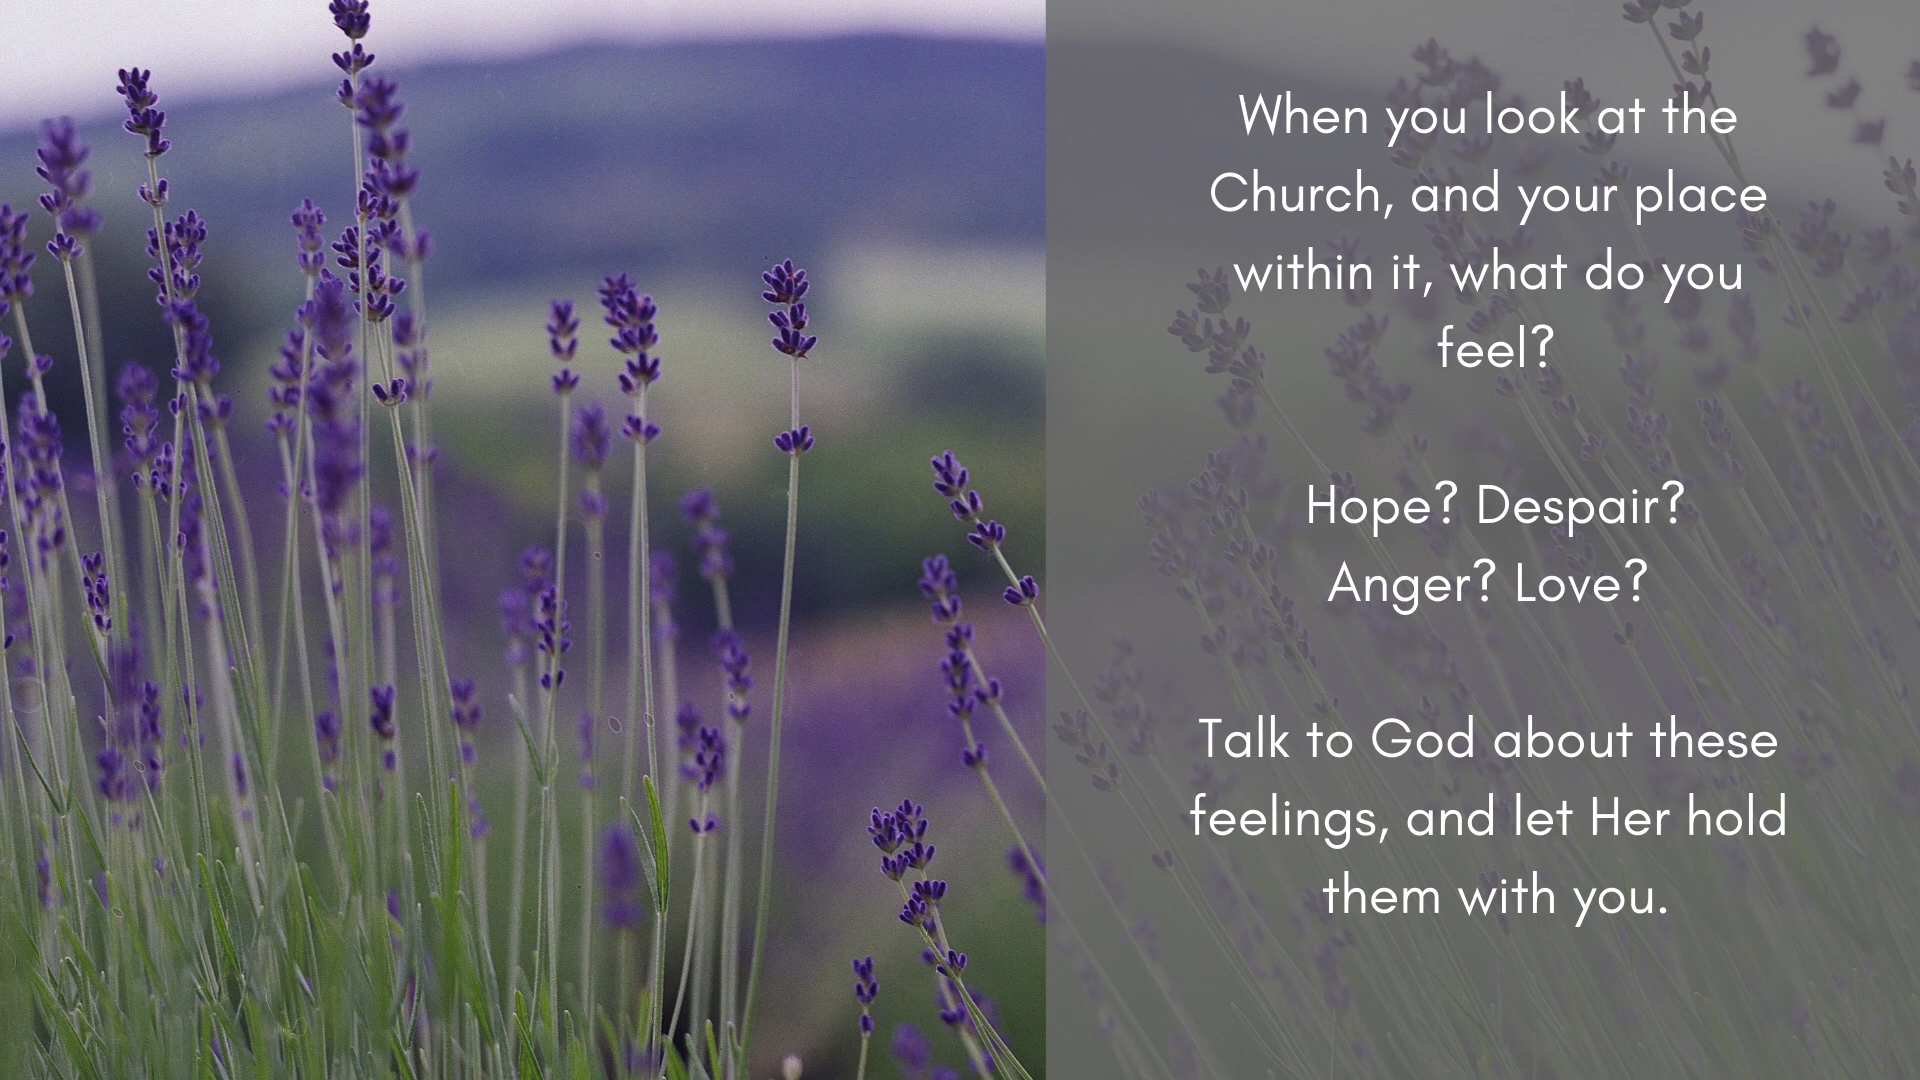 When you look at the
Church, and your place
within it, what do you
feel?
Hope? Despair?
Anger? Love?
Talk to God about these
feelings, and let Her hold
them with you.